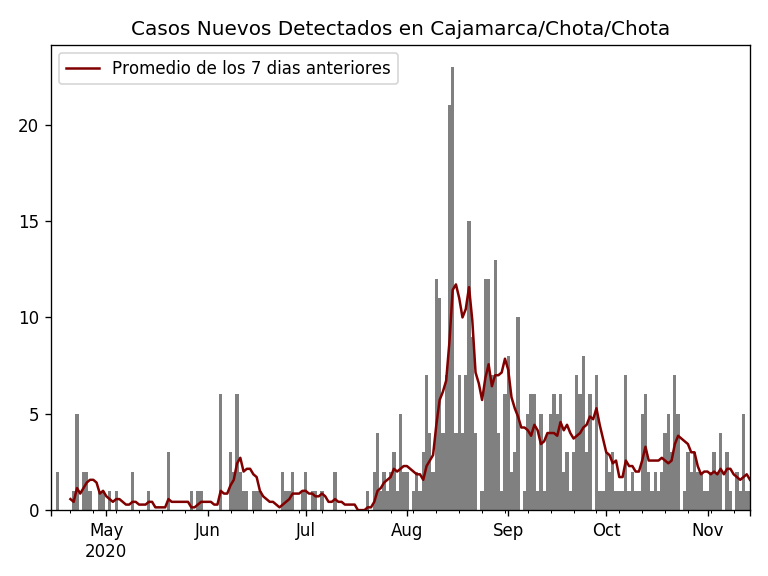 Casos Nuevos Detectados en Cajamarca/Chota/Chota
Promedio de los 7 dias anteriores
20
15
10
5
0
May Jun Jul Aug Sep Oct Nov
2020